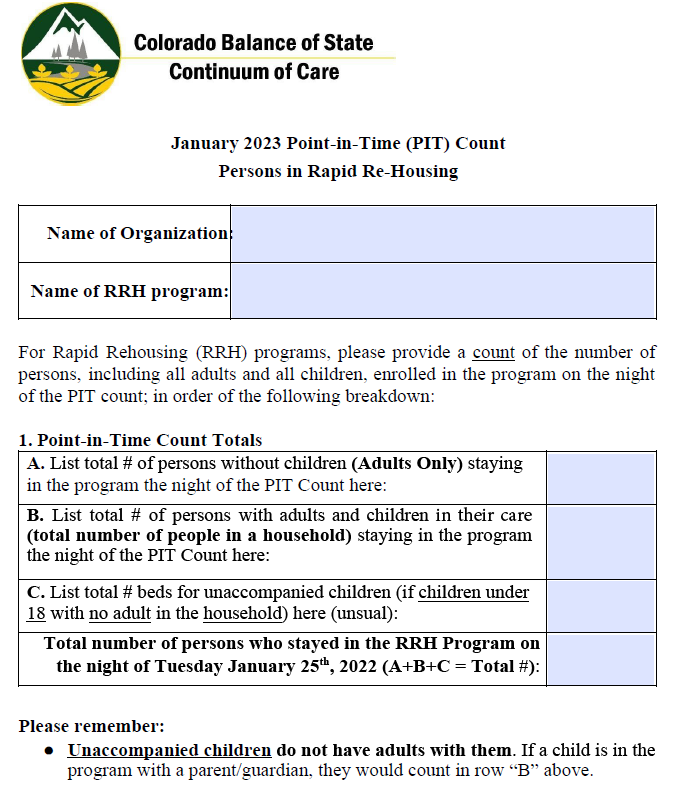 Colorado Balance of State
Continuum of Care
January 2023 Point-in-Time (PIT) Count
Persons in Rapid Re-Housing
Name of Organization:
Name of RRH program:
For Rapid Rehousing (RRH) programs, please provide a count of the number of
persons, including all adults and all children, enrolled in the program on the night
of the PIT count; in order of the following breakdown:
1. Point-in-Time Count Totals
A. List total # of persons without children (Adults Only) staying
in the program the night of the PIT Count here:
B. List total # of persons with adults and children in their care
(total number of people in a household) staying in the program
the night of the PIT Count here:
C. List total # beds for unaccompanied children (if children under
18 with no adult in the household) here (unusual):
Total number of persons who stayed in the RRH Program on
the night of Tuesday January 25th, 2022 (A+B+C = Total #):
Please remember:
● Unaccompanied children do not have adults with them. If a child is in the
program with a parent/guardian, they would count in row “B” above.